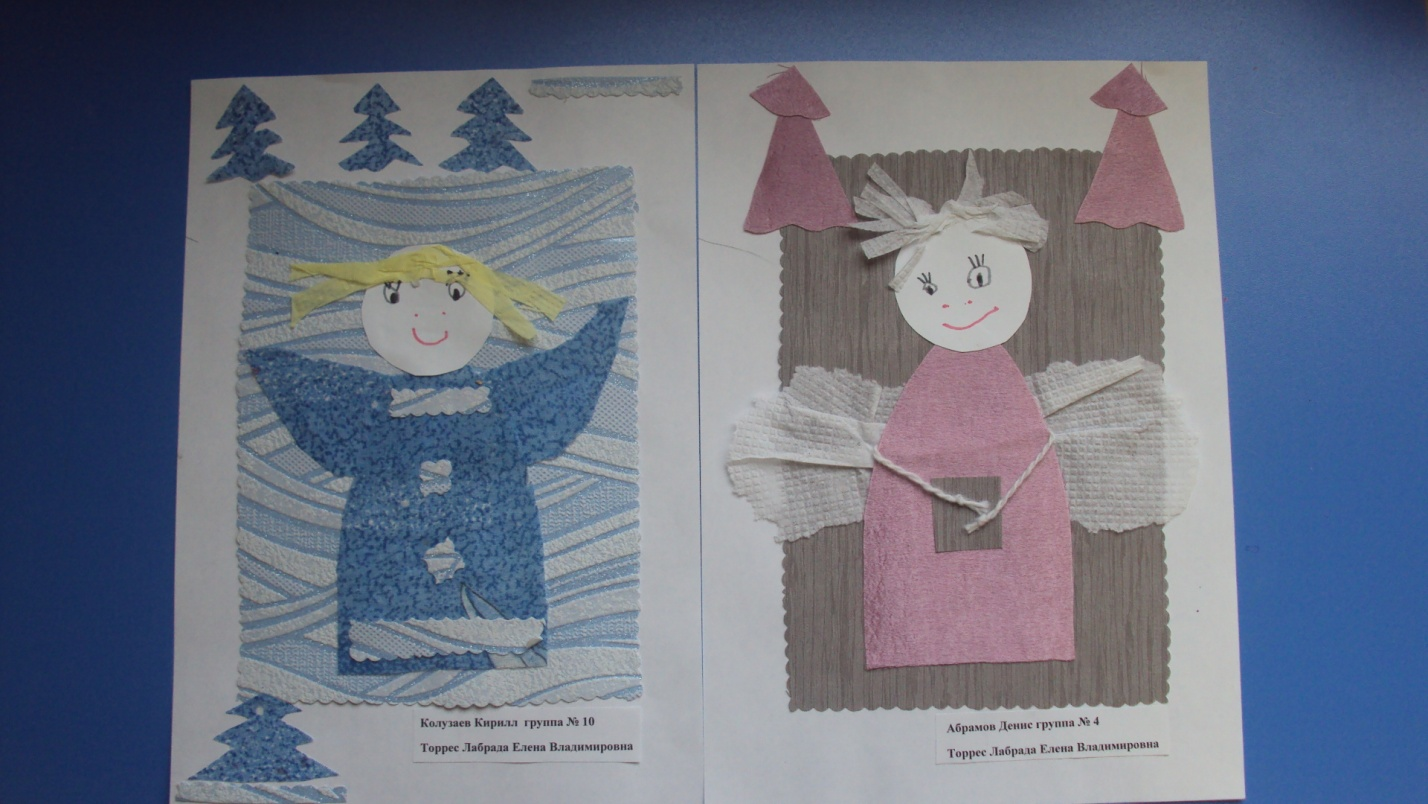 Колузаев Кирилл группа № 10
Торрес Лабрада Елена Владимировна
Абрамов Денис группа № 4
Торрес Лабрада Елена Владимировна